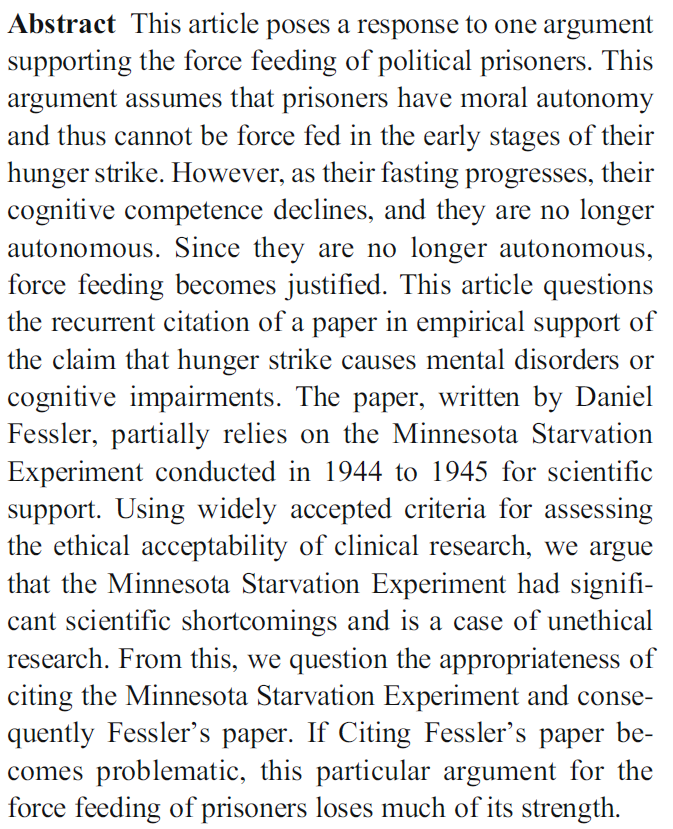 Abstract This article poses a response to one argument
supporting the force feeding of political prisoners. This
argument assumes that prisoners have moral autonomy
and thus cannot be force fed in the early stages of their
hunger strike. However, as their fasting progresses, their
cognitive competence declines, and they are no longer
autonomous. Since they are no longer autonomous,
force feeding becomes justified. This article questions
the recurrent citation of a paper in empirical support of
the claim that hunger strike causes mental disorders or
cognitive impairments. The paper, written by Daniel
Fessler, partially relies on the Minnesota Starvation
Experiment conducted in 1944 to 1945 for scientific
support. Using widely accepted criteria for assessing
the ethical acceptability of clinical research, we argue
that the Minnesota Starvation Experiment had signifi-
cant scientific shortcomings and is a case of unethical
research. From this, we question the appropriateness of
citing the Minnesota Starvation Experiment and conse-
quently Fessler's paper. If Citing Fessler's paper be-
comes problematic, this particular argument for the
force feeding of prisoners loses much of its strength.